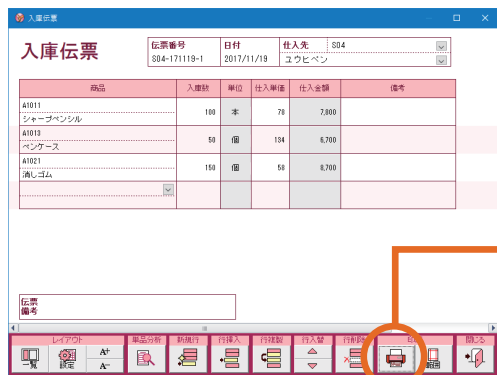 入庫伝票
入庫伝票
伝票番号 日付 仕入先 S04
S04-171119-1 2017/11/19 ユウヒペン
商品 入庫数 単位 仕入単価 仕入金額 備考
A1011
シャープペンシル 100 本 78 7,800
A1013
ペンケース 50 個 134 6,700
A1021
消しゴム 150 個 58 8,700
伝票
備考
レイアウト 単品分析 新規行 行挿入 行複製 行入替 行削除 閉じる
一覧 設定 A+
A- 範囲